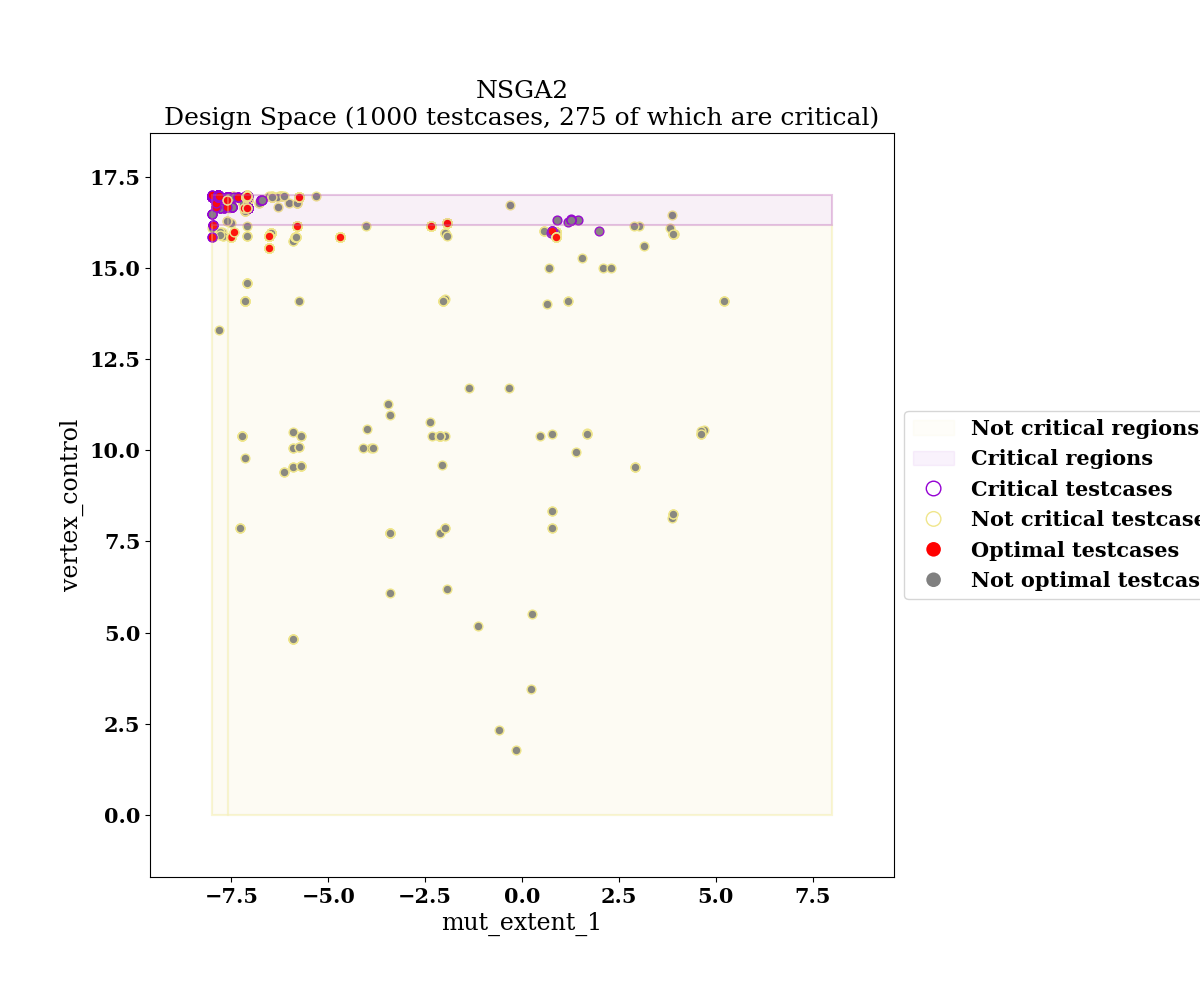 NSGA2
Design Space (1000 testcases, 275 of which are critical)
17.5
15.0
12.5
10.0
7.5
5.0
2.5
0.0
vertex_control
−7.5 −5.0 −2.5 0.0 2.5 5.0 7.5
mut_extent_1
Not critical regions
Critical regions
Critical testcases
Not critical testcase
Optimal testcases
Not optimal testcas